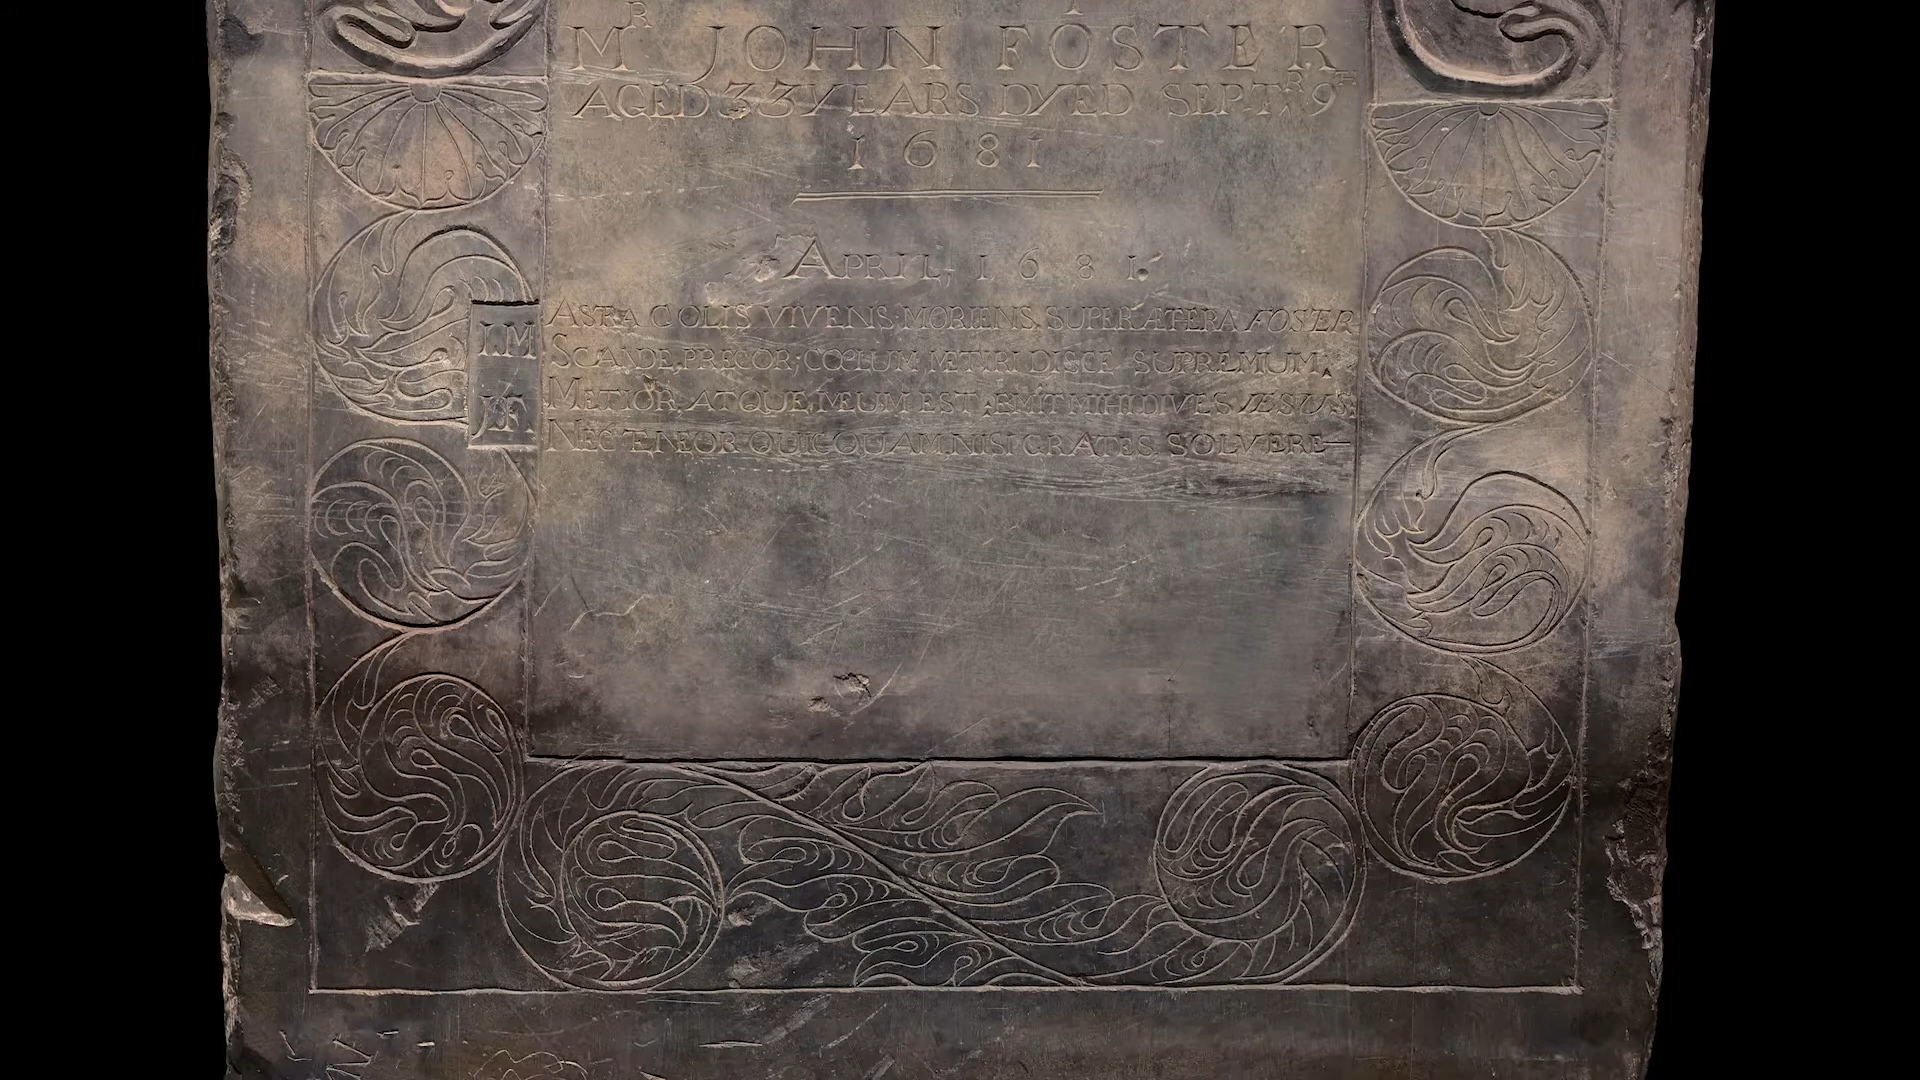 MR JOHN FOSTER
AGED 33 YEARS DYED SEPTR 9TH
1681
APRIL, 1681.
I.M ASTRA COLIS VIVENS; MORIENS, SUPER ÆTHERA FOSTER
SCANDE, PRECOR; COELUM METIRI DISCE SUPREMUM,
METIOR, ATQUE MEUM EST; EMIT MIHI DIVES IESUS,
J.F. NEC TENEOR QUICQUAM, NISI GRATES, SOLVERE—